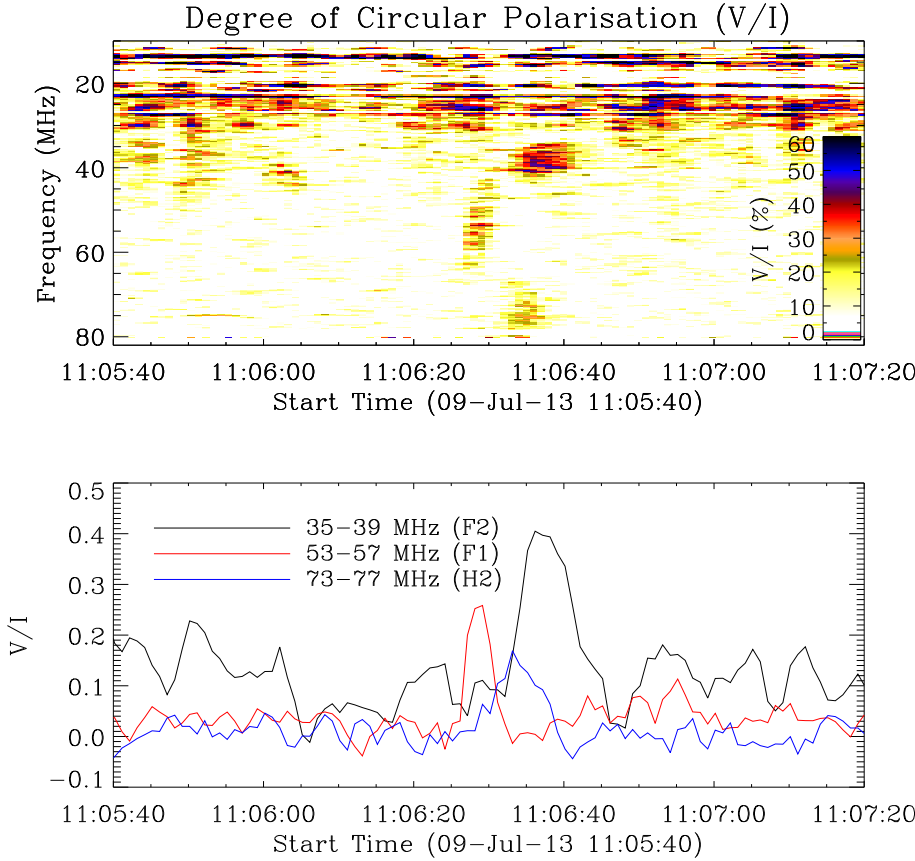 Degree of Circular Polarisation (V/I)
Frequency (MHz)
20
40
60
80
V/I (%)
60
50
40
30
20
10
0
11:05:40 11:06:00 11:06:20 11:06:40 11:07:00 11:07:20
Start Time (09-Jul-13 11:05:40)
V/I
0.5
0.4
0.3
0.2
0.1
0.0
-0.1
35-39 MHz (F2)
53-57 MHz (F1)
73-77 MHz (H2)
11:05:40 11:06:00 11:06:20 11:06:40 11:07:00 11:07:20
Start Time (09-Jul-13 11:05:40)